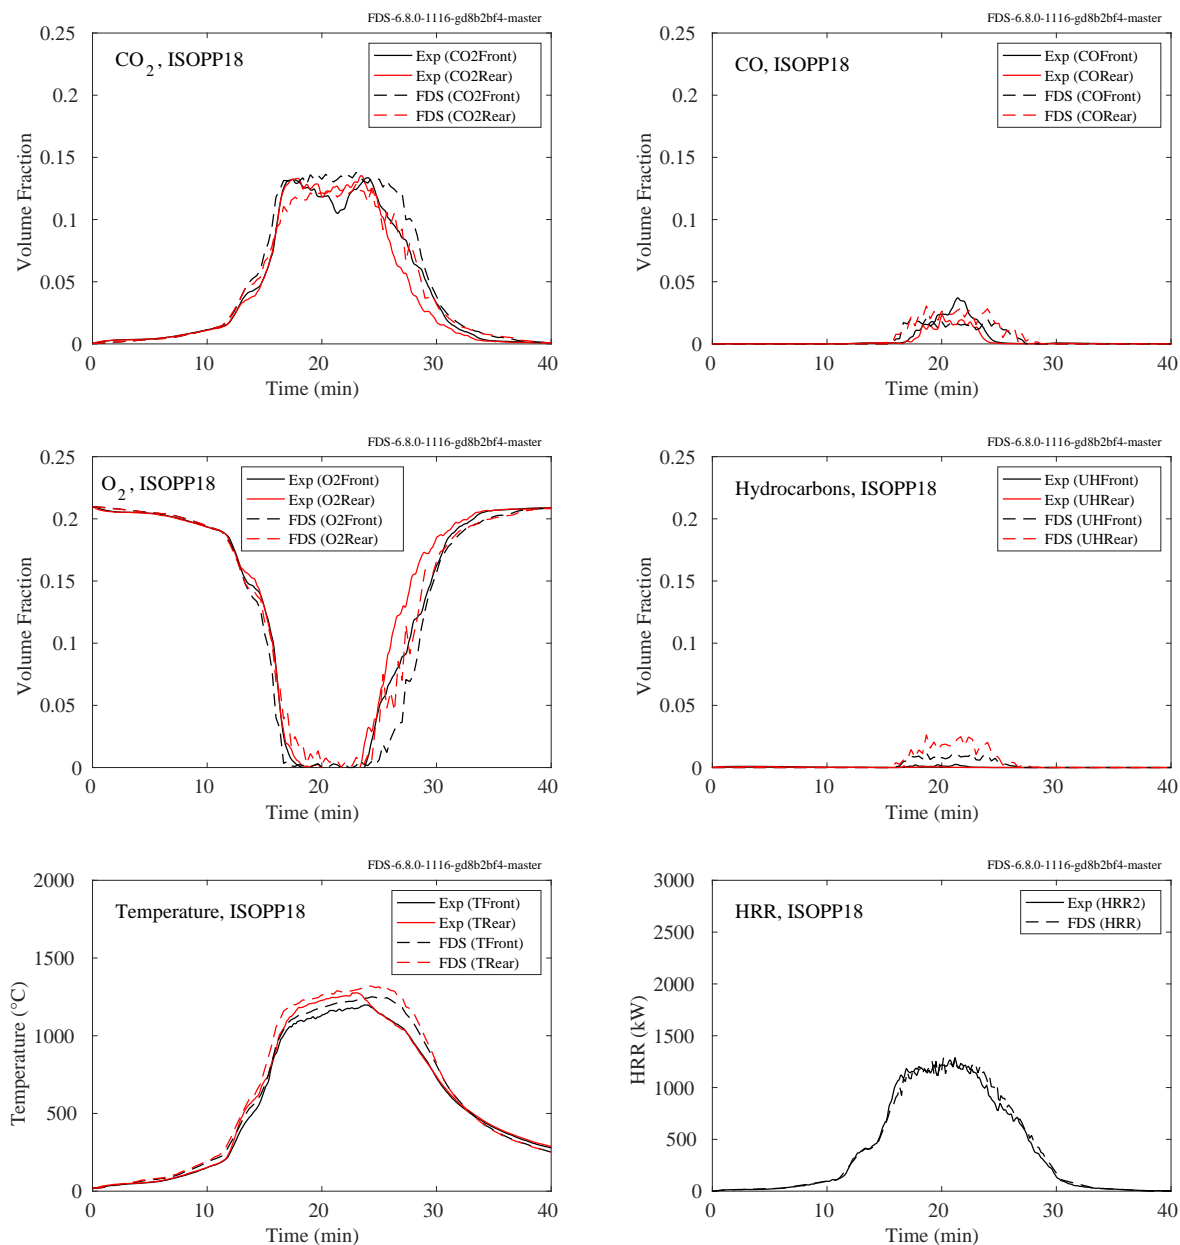 FDS-6.8.0-1116-gd8b2bf4-master
CO2, ISOPP18
Exp (CO2Front)
Exp (CO2Rear)
FDS (CO2Front)
FDS (CO2Rear)
0.25
0.2
0.15
0.1
0.05
0
Volume Fraction
0 10 20 30 40
Time (min)
FDS-6.8.0-1116-gd8b2bf4-master
CO, ISOPP18
Exp (COFront)
Exp (CORear)
FDS (COFront)
FDS (CORear)
0.25
0.2
0.15
0.1
0.05
0
Volume Fraction
0 10 20 30 40
Time (min)
FDS-6.8.0-1116-gd8b2bf4-master
O2, ISOPP18
Exp (O2Front)
Exp (O2Rear)
FDS (O2Front)
FDS (O2Rear)
0.25
0.2
0.15
0.1
0.05
0
Volume Fraction
0 10 20 30 40
Time (min)
FDS-6.8.0-1116-gd8b2bf4-master
Hydrocarbons, ISOPP18
Exp (UHFront)
Exp (UHRear)
FDS (UHFront)
FDS (UHRear)
0.25
0.2
0.15
0.1
0.05
0
Volume Fraction
0 10 20 30 40
Time (min)
FDS-6.8.0-1116-gd8b2bf4-master
Temperature, ISOPP18
Exp (TFront)
Exp (TRear)
FDS (TFront)
FDS (TRear)
2000
1500
1000
500
0
Temperature (°C)
0 10 20 30 40
Time (min)
FDS-6.8.0-1116-gd8b2bf4-master
HRR, ISOPP18
Exp (HRR2)
FDS (HRR)
3000
2500
2000
1500
1000
500
0
HRR (kW)
0 10 20 30 40
Time (min)